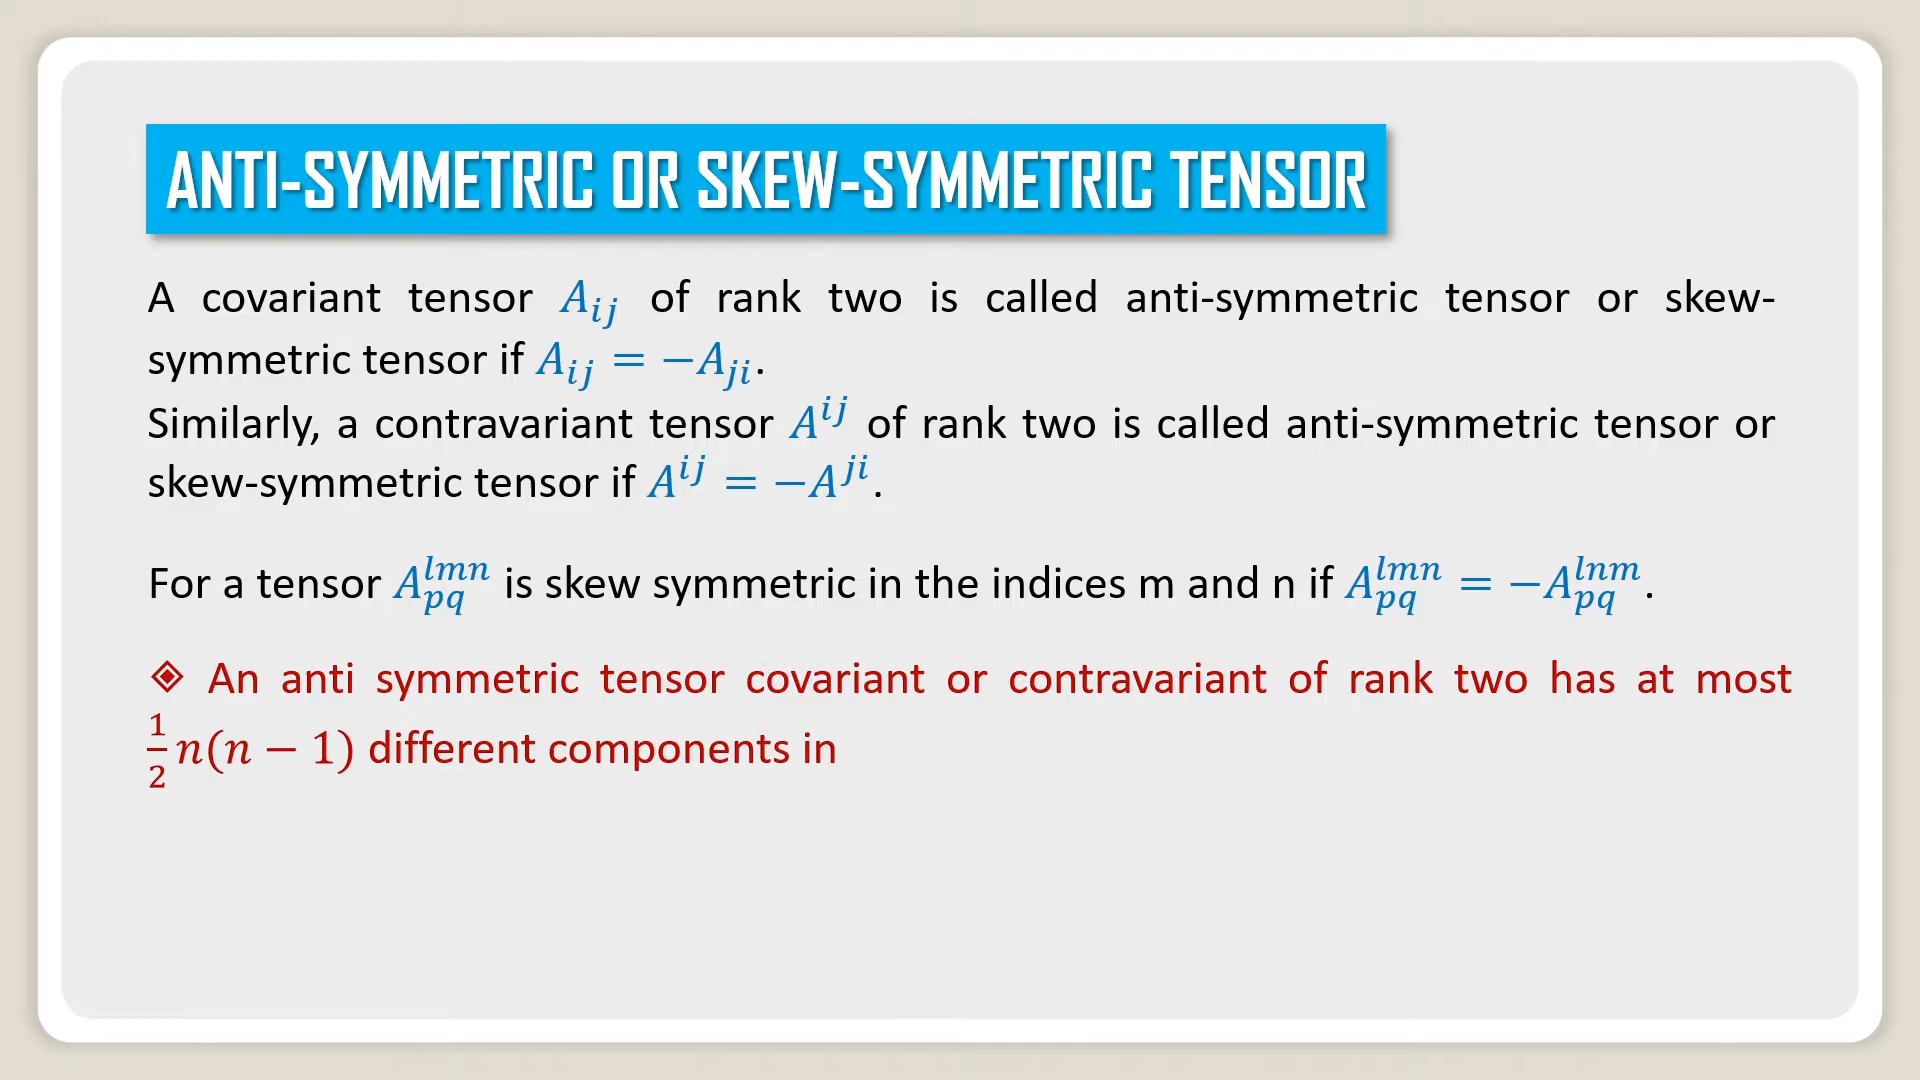 ANTI-SYMMETRIC OR SKEW-SYMMETRIC TENSOR
A covariant tensor $A_{ij}$ of rank two is called anti-symmetric tensor or skew-
symmetric tensor if $A_{ij} = -A_{ji}$.
Similarly, a contravariant tensor $A^{ij}$ of rank two is called anti-symmetric tensor or
skew-symmetric tensor if $A^{ij} = -A^{ji}$.
For a tensor $A_{pq}^{lmn}$ is skew symmetric in the indices m and n if $A_{pq}^{lmn} = -A_{pq}^{lnm}$.
An anti symmetric tensor covariant or contravariant of rank two has at most
$\frac{1}{2}n(n-1)$ different components in